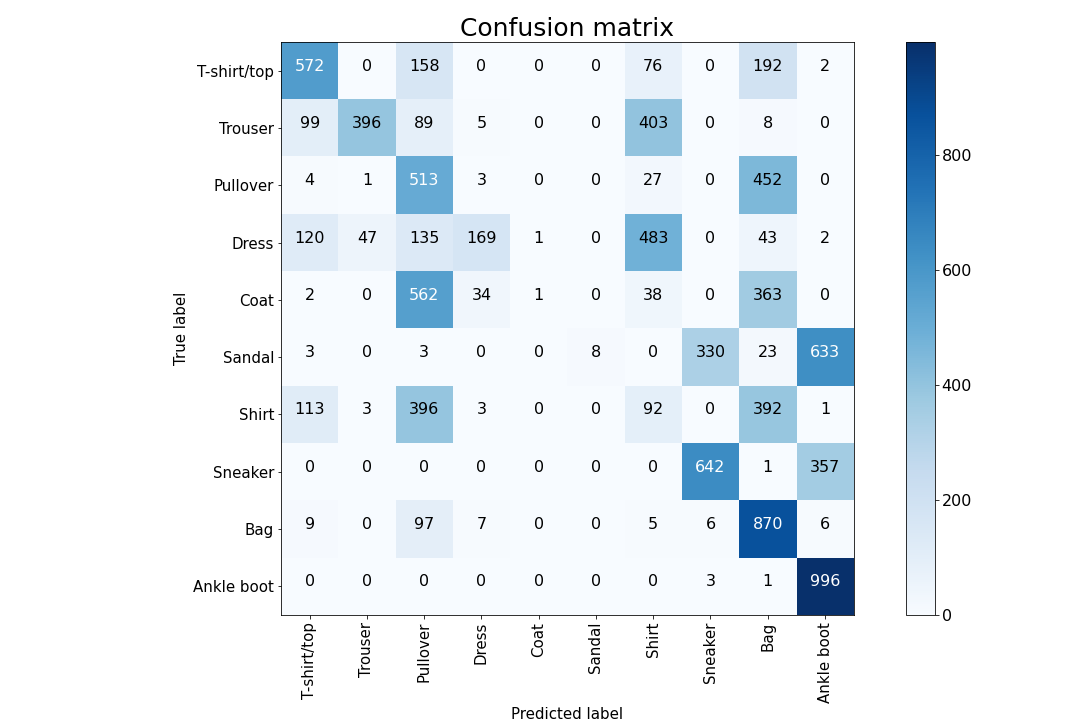 Confusion matrix
T-shirt/top 572 0 158 0 0 0 76 0 192 2
Trouser 99 396 89 5 0 0 403 0 8 0
Pullover 4 1 513 3 0 0 27 0 452 0
Dress 120 47 135 169 1 0 483 0 43 2
Coat 2 0 562 34 1 0 38 0 363 0
Sandal 3 0 3 0 0 8 0 330 23 633
Shirt 113 3 396 3 0 0 92 0 392 1
Sneaker 0 0 0 0 0 0 0 642 1 357
Bag 9 0 97 7 0 0 5 6 870 6
Ankle boot 0 0 0 0 0 0 0 3 1 996
True label
T-shirt/top
Trouser
Pullover
Dress
Coat
Sandal
Shirt
Sneaker
Bag
Ankle boot
Predicted label
800
600
400
200
0